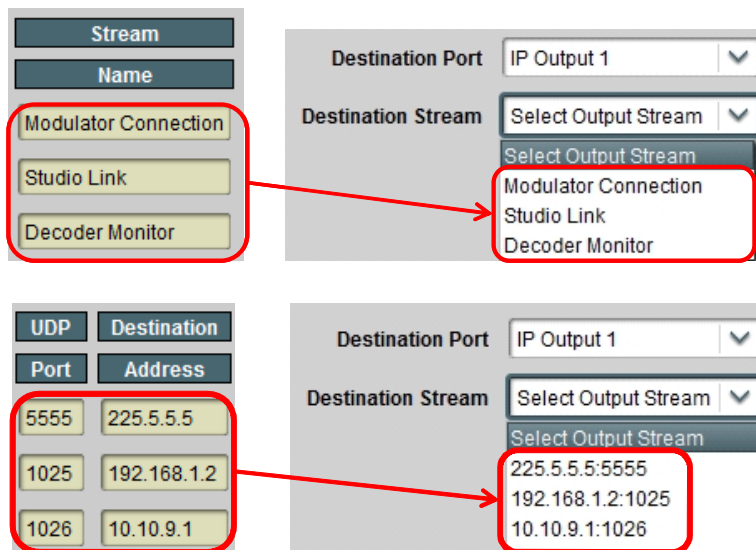 Stream
Name
Modulator Connection
Studio Link
Decoder Monitor
Destination Port IP Output 1
Destination Stream Select Output Stream
Select Output Stream
Modulator Connection
Studio Link
Decoder Monitor
UDP Destination
Port Address
5555 225.5.5.5
1025 192.168.1.2
1026 10.10.9.1
Destination Port IP Output 1
Destination Stream Select Output Stream
Select Output Stream
225.5.5.5:5555
192.168.1.2:1025
10.10.9.1:1026